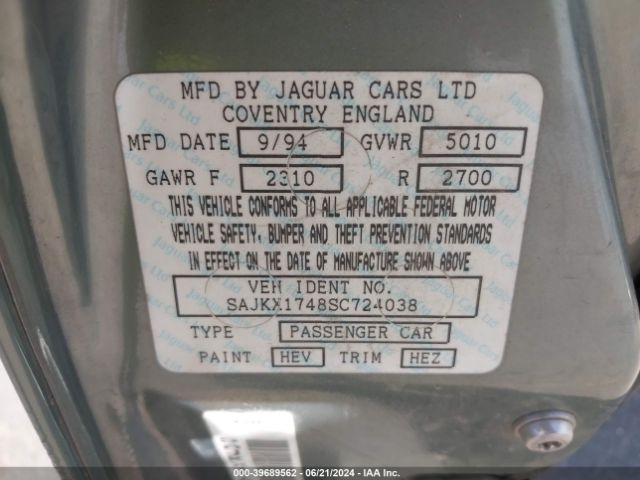 MFD BY JAGUAR CARS LTD
COVENTRY ENGLAND
MFD DATE 9/94 GVWR 5010
GAWR F 2310 R 2700
THIS VEHICLE CONFORMS TO ALL APPLICABLE FEDERAL MOTOR
VEHICLE SAFETY, BUMPER AND THEFT PREVENTION STANDARDS
IN EFFECT ON THE DATE OF MANUFACTURE SHOWN ABOVE
VEH IDENT NO.
SAJKX1748SC724038
TYPE PASSENGER CAR
PAINT HEV TRIM HEZ
000-39689562 - 06/21/2024 - IAA Inc.